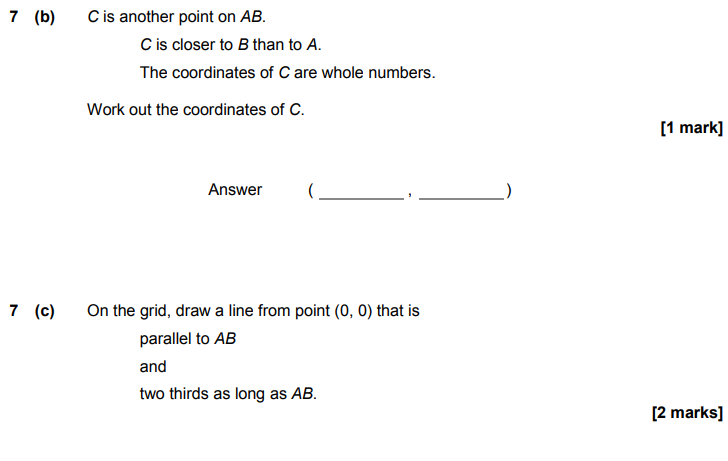 7 (b) C is another point on AB.
C is closer to B than to A.
The coordinates of C are whole numbers.
Work out the coordinates of C.
[1 mark]
Answer ( _________ , _________ )
7 (c) On the grid, draw a line from point (0, 0) that is
parallel to AB
and
two thirds as long as AB.
[2 marks]